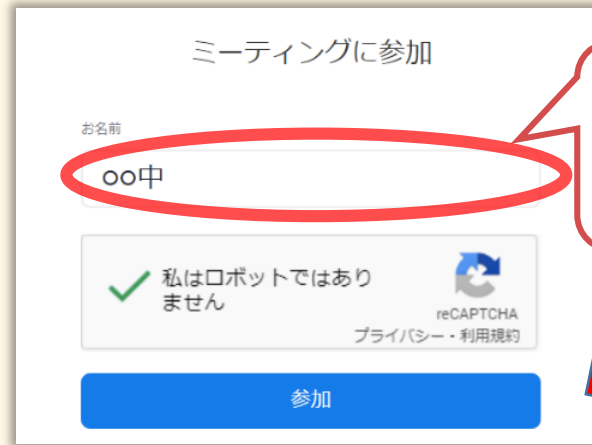 ミーティングに参加
お名前
oo中
私はロボットではあり
ません
reCAPTCHA
プライバシー・利用規約
参加